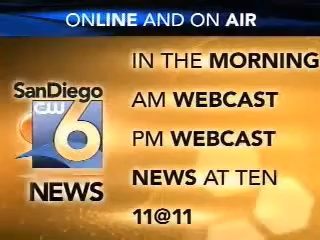 ONLINE AND ON AIR
IN THE MORNING
SanDiego
CW
6
NEWS
AM WEBCAST
PM WEBCAST
NEWS AT TEN
11@11